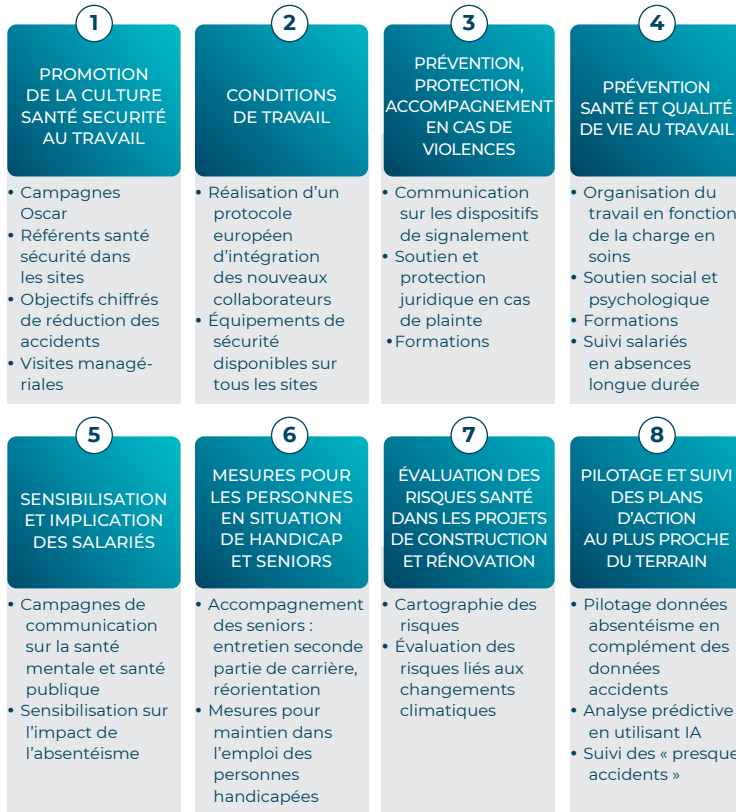 1
PROMOTION
DE LA CULTURE
SANTÉ SECURITÉ
AU TRAVAIL
• Campagnes
Oscar
• Référents santé
sécurité dans
les sites
• Objectifs chiffrés
de réduction des
accidents
• Visites managé-
riales
2
CONDITIONS
DE TRAVAIL
• Réalisation d'un
protocole
européen
d'intégration
des nouveaux
collaborateurs
• Équipements de
sécurité
disponibles sur
tous les sites
3
PRÉVENTION,
PROTECTION,
ACCOMPAGNEMENT
EN CAS DE
VIOLENCES
• Communication
sur les dispositifs
de signalement
• Soutien et
protection
juridique en cas
de plainte
• Formations
4
PRÉVENTION
SANTÉ ET QUALITÉ
DE VIE AU TRAVAIL
• Organisation du
travail en fonction
de la charge en
soins
• Soutien social et
psychologique
• Formations
• Suivi salariés
en absences
longue durée
5
SENSIBILISATION
ET IMPLICATION
DES SALARIÉS
• Campagnes de
communication
sur la santé
mentale et santé
publique
• Sensibilisation sur
l'impact de
l'absentéisme
6
MESURES POUR
LES PERSONNES
EN SITUATION
DE HANDICAP
ET SENIORS
• Accompagnement
des seniors :
entretien seconde
partie de carrière,
réorientation
• Mesures pour
maintien dans
l'emploi des
personnes
handicapées
7
ÉVALUATION DES
RISQUES SANTÉ
DANS LES PROJETS
DE CONSTRUCTION
ET RÉNOVATION
• Cartographie des
risques
• Évaluation des
risques liés aux
changements
climatiques
8
PILOTAGE ET SUIVI
DES PLANS
D'ACTION
AU PLUS PROCHE
DU TERRAIN
• Pilotage données
absentéisme en
complément des
données
accidents
• Analyse prédictive
en utilisant IA
• Suivi des « presque
accidents »